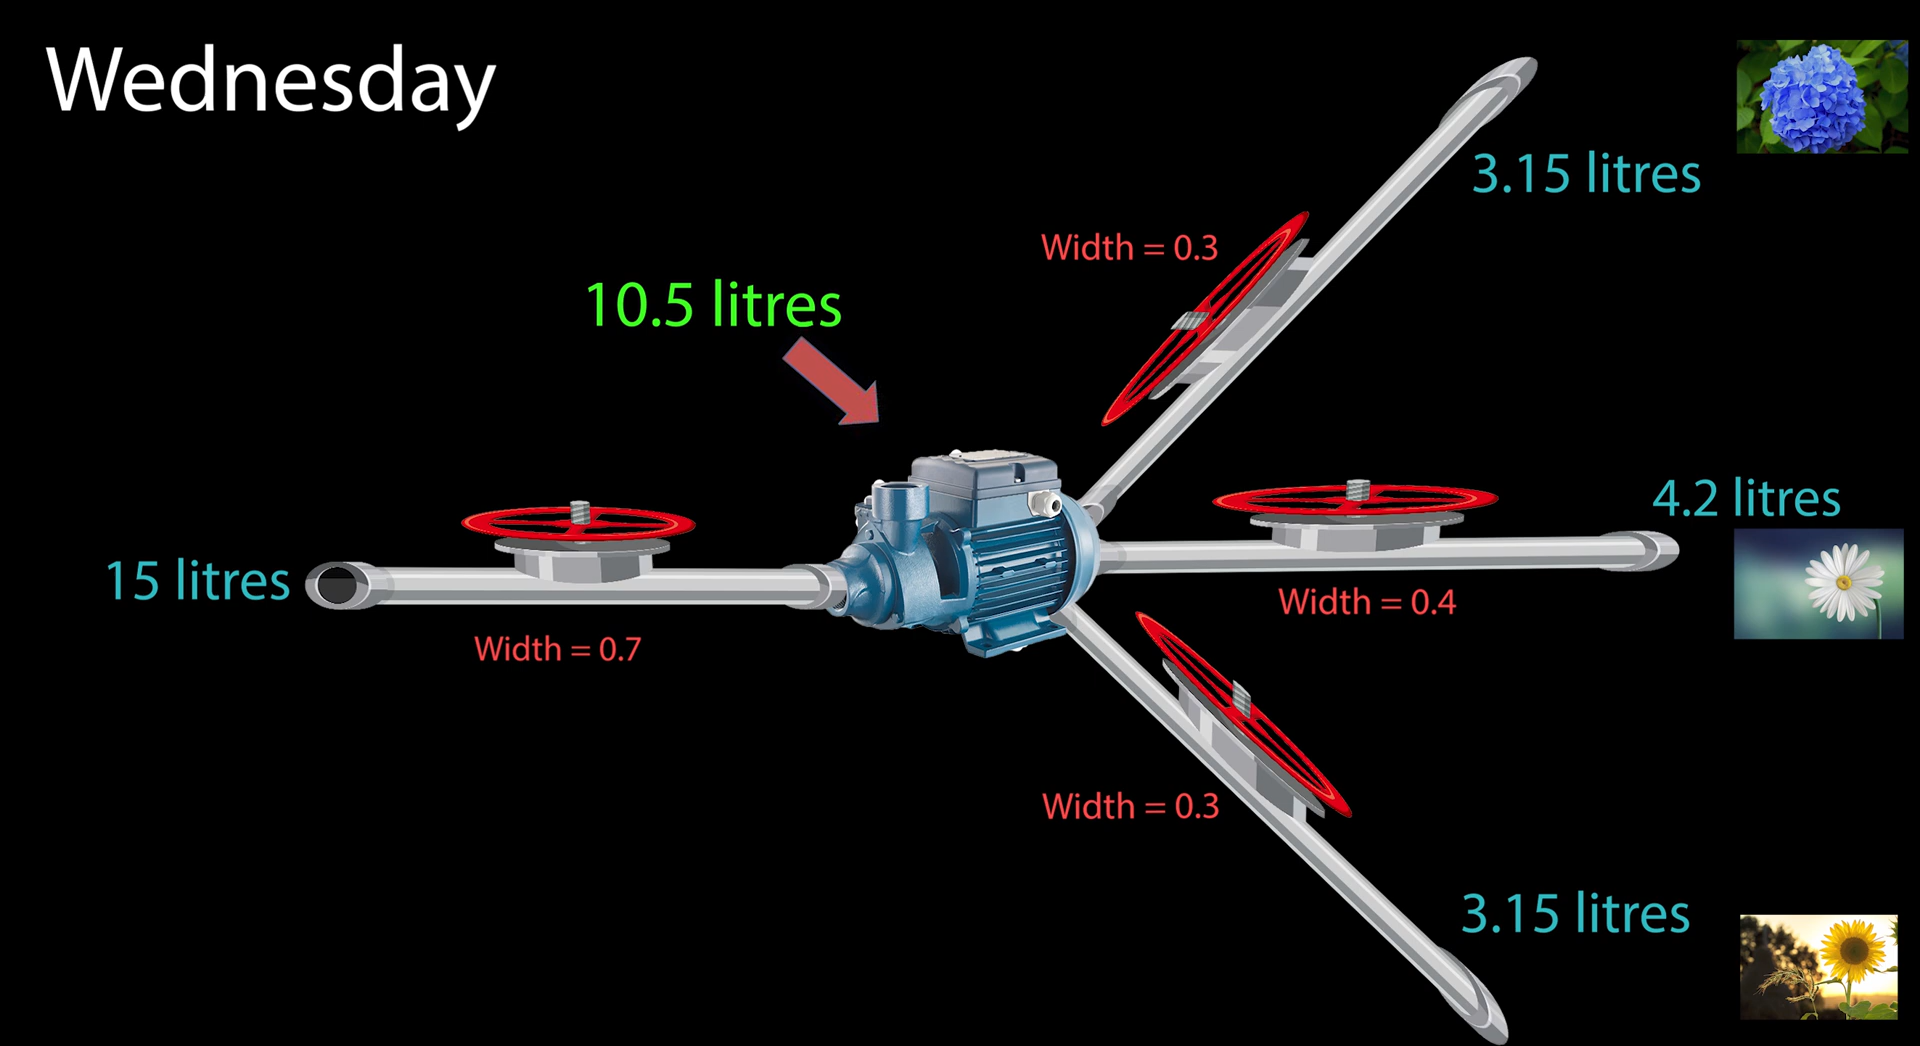 Wednesday
3.15 litres
Width = 0.3
10.5 litres
4.2 litres
15 litres
Width = 0.4
Width = 0.7
Width = 0.3
3.15 litres